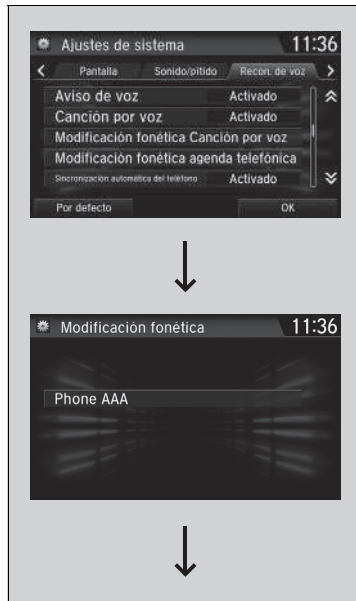 Ajustes de sistema 11:36
Pantalla Sonido/pitido Recon. de voz
Aviso de voz Activado
Canción por voz Activado
Modificación fonética Canción por voz
Modificación fonética agenda telefónica
Sincronización automática del teléfono Activado
Por defecto OK
Modificación fonética 11:36
Phone AAA